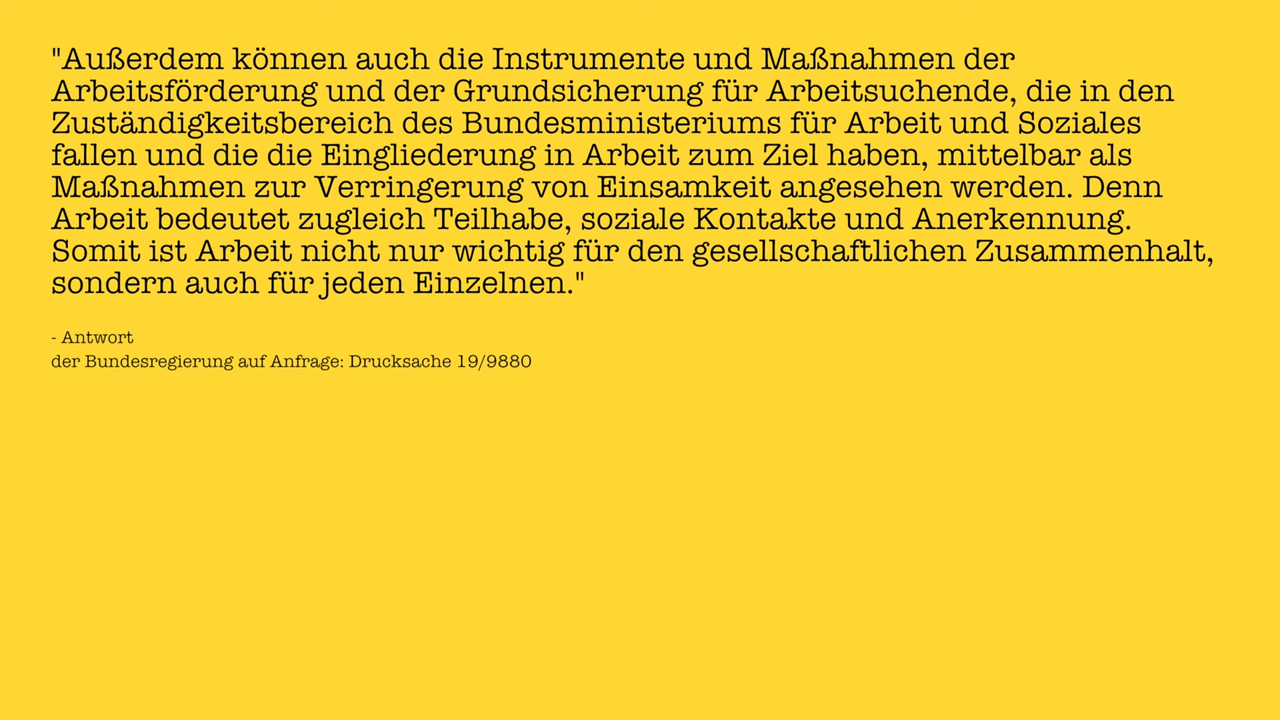 "Außerdem können auch die Instrumente und Maßnahmen der
Arbeitsförderung und der Grundsicherung für Arbeitsuchende, die in den
Zuständigkeitsbereich des Bundesministeriums für Arbeit und Soziales
fallen und die die Eingliederung in Arbeit zum Ziel haben, mittelbar als
Maßnahmen zur Verringerung von Einsamkeit angesehen werden. Denn
Arbeit bedeutet zugleich Teilhabe, soziale Kontakte und Anerkennung.
Somit ist Arbeit nicht nur wichtig für den gesellschaftlichen Zusammenhalt,
sondern auch für jeden Einzelnen."
- Antwort
der Bundesregierung auf Anfrage: Drucksache 19/9880